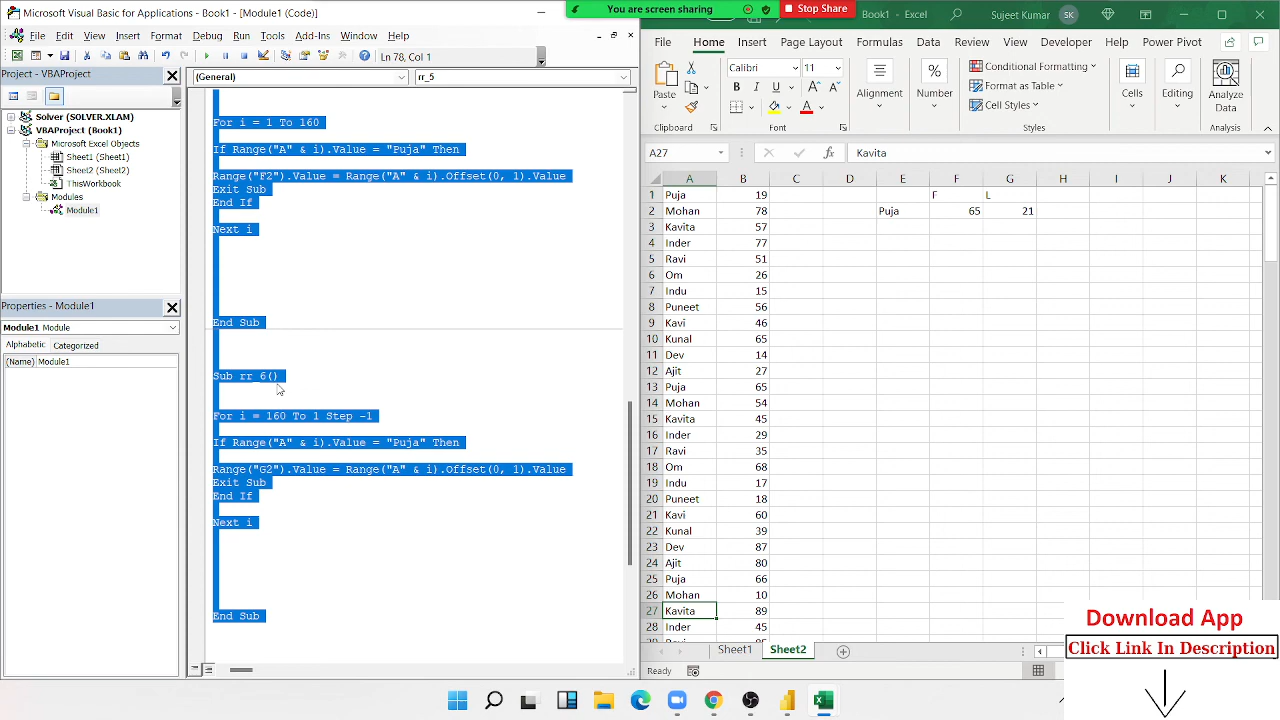 Microsoft Visual Basic for Applications - Book1 - [Module1 (Code)]
You are screen sharing
Stop Share
Book1 - Excel
Sujeet Kumar
SK
File Edit View Insert Format Debug Run Tools Add-Ins Window Help
Ln 78, Col 1
Project - VBAProject
Solver (SOLVER.XLAM)
VBAProject (Book1)
Microsoft Excel Objects
Sheet1 (Sheet1)
Sheet2 (Sheet2)
ThisWorkbook
Modules
Module1
Properties - Module1
Module1 Module
Alphabetic Categorized
(Name) Module1
(General)
rr_5
For i = 1 To 160
If Range("A" & i).Value = "Puja" Then
Range("F2").Value = Range("A" & i).Offset(0, 1).Value
Exit Sub
End If
Next i
End Sub
Sub rr_6()
For i = 160 To 1 Step -1
If Range("A" & i).Value = "Puja" Then
Range("G2").Value = Range("A" & i).Offset(0, 1).Value
Exit Sub
End If
Next i
End Sub
File Home Insert Page Layout Formulas Data Review View Developer Help Power Pivot
Paste
Clipboard
Calibri 11
B I U
Font
Alignment
Number
Conditional Formatting
Format as Table
Cell Styles
Styles
Cells
Editing
Analyze Data
Analysis
A27
fx
Kavita
A B C D E F G H I J K
1 Puja 19 F L
2 Mohan 78 Puja 65 21
3 Kavita 57
4 Inder 77
5 Ravi 51
6 Om 26
7 Indu 15
8 Puneet 56
9 Kavi 46
10 Kunal 65
11 Dev 14
12 Ajit 27
13 Puja 65
14 Mohan 54
15 Kavita 45
16 Inder 29
17 Ravi 35
18 Om 68
19 Indu 17
20 Puneet 18
21 Kavi 60
22 Kunal 39
23 Dev 87
24 Ajit 80
25 Puja 66
26 Mohan 10
27 Kavita 89
28 Inder 45
Sheet1 Sheet2
Ready
Download App
Click Link In Description